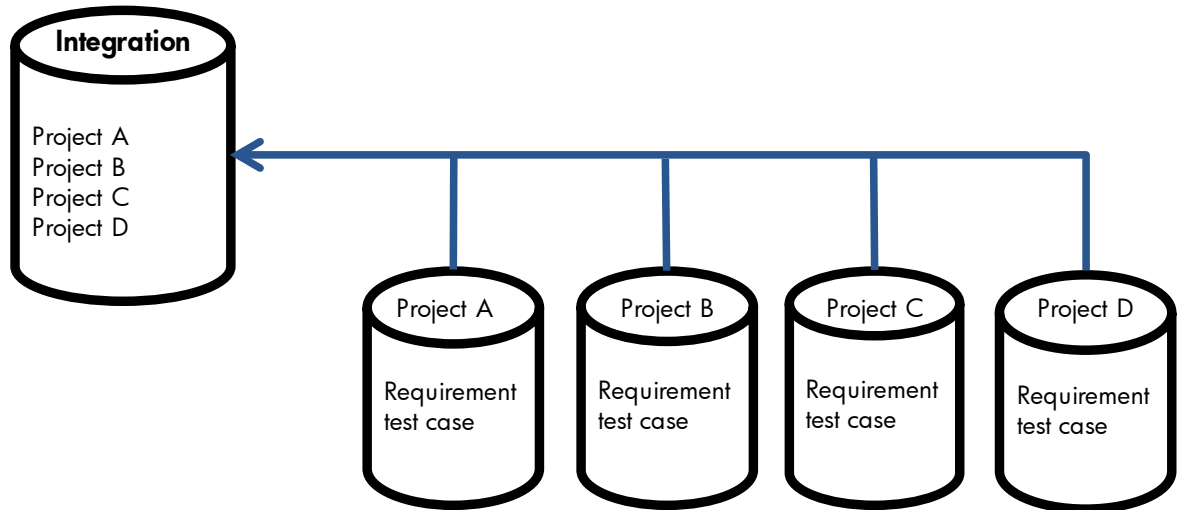 Integration
Project A
Project B
Project C
Project D
Project A
Requirement
test case
Project B
Requirement
test case
Project C
Requirement
test case
Project D
Requirement
test case